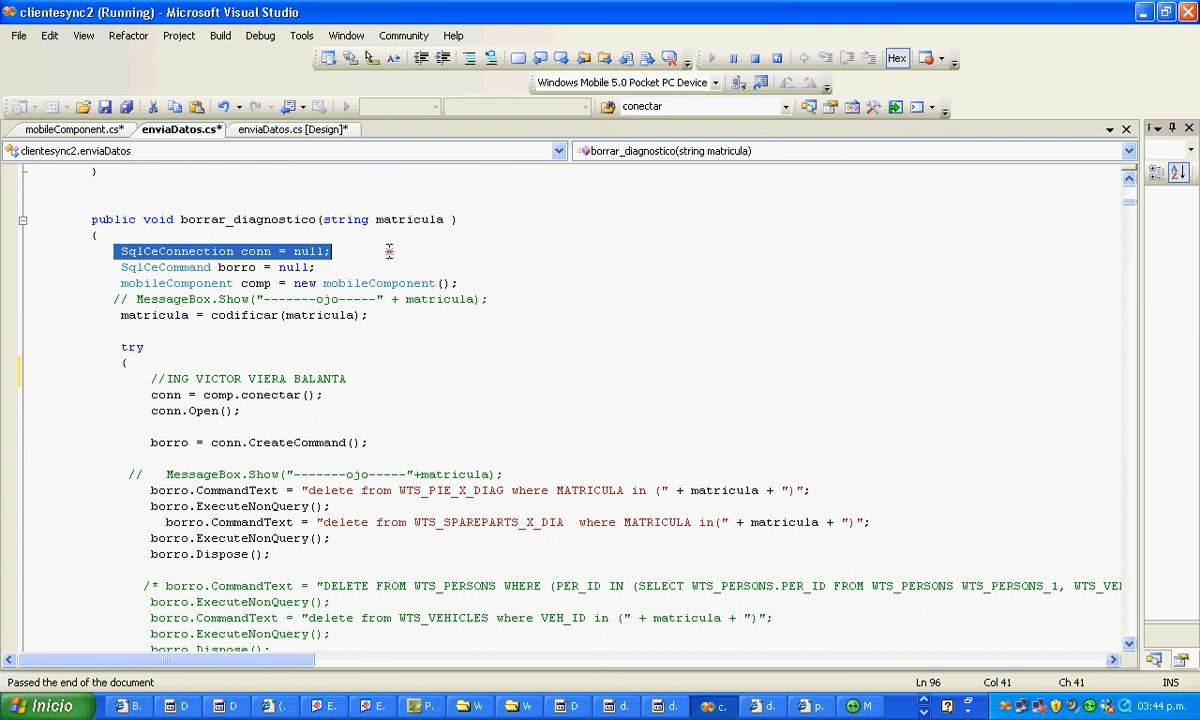 clientesync2 (Running) - Microsoft Visual Studio
File Edit View Refactor Project Build Debug Tools Window Community Help
Hex
Windows Mobile 5.0 Pocket PC Device
conectar
mobileComponent.cs* enviaDatos.cs* enviaDatos.cs [Design]*
clientesync2.enviaDatos borrar_diagnostico(string matricula)
}
public void borrar_diagnostico(string matricula )
{
SqlCeConnection conn = null;
SqlCeCommand borro = null;
mobileComponent comp = new mobileComponent();
// MessageBox.Show("-------ojo-----" + matricula);
matricula = codificar(matricula);
try
{
//ING VICTOR VIERA BALANTA
conn = comp.conectar();
conn.Open();
borro = conn.CreateCommand();
//   MessageBox.Show("-------ojo-----"+matricula);
borro.CommandText = "delete from WTS_PIE_X_DIAG where MATRICULA in (" + matricula + ")";
borro.ExecuteNonQuery();
borro.CommandText = "delete from WTS_SPAREPARTS_X_DIA  where MATRICULA in(" + matricula + ")";
borro.ExecuteNonQuery();
borro.Dispose();
/* borro.CommandText = "DELETE FROM WTS_PERSONS WHERE (PER_ID IN (SELECT WTS_PERSONS.PER_ID FROM WTS_PERSONS WTS_PERSONS_1, WTS_VE
borro.ExecuteNonQuery();
borro.CommandText = "delete from WTS_VEHICLES where VEH_ID in (" + matricula + ")";
borro.ExecuteNonQuery();
borro.Dispose();
Passed the end of the document Ln 96 Col 41 Ch 41 INS
Inicio B. D D (. E. E. P. W W D d. d. c. d. p. M 03:44 p.m.